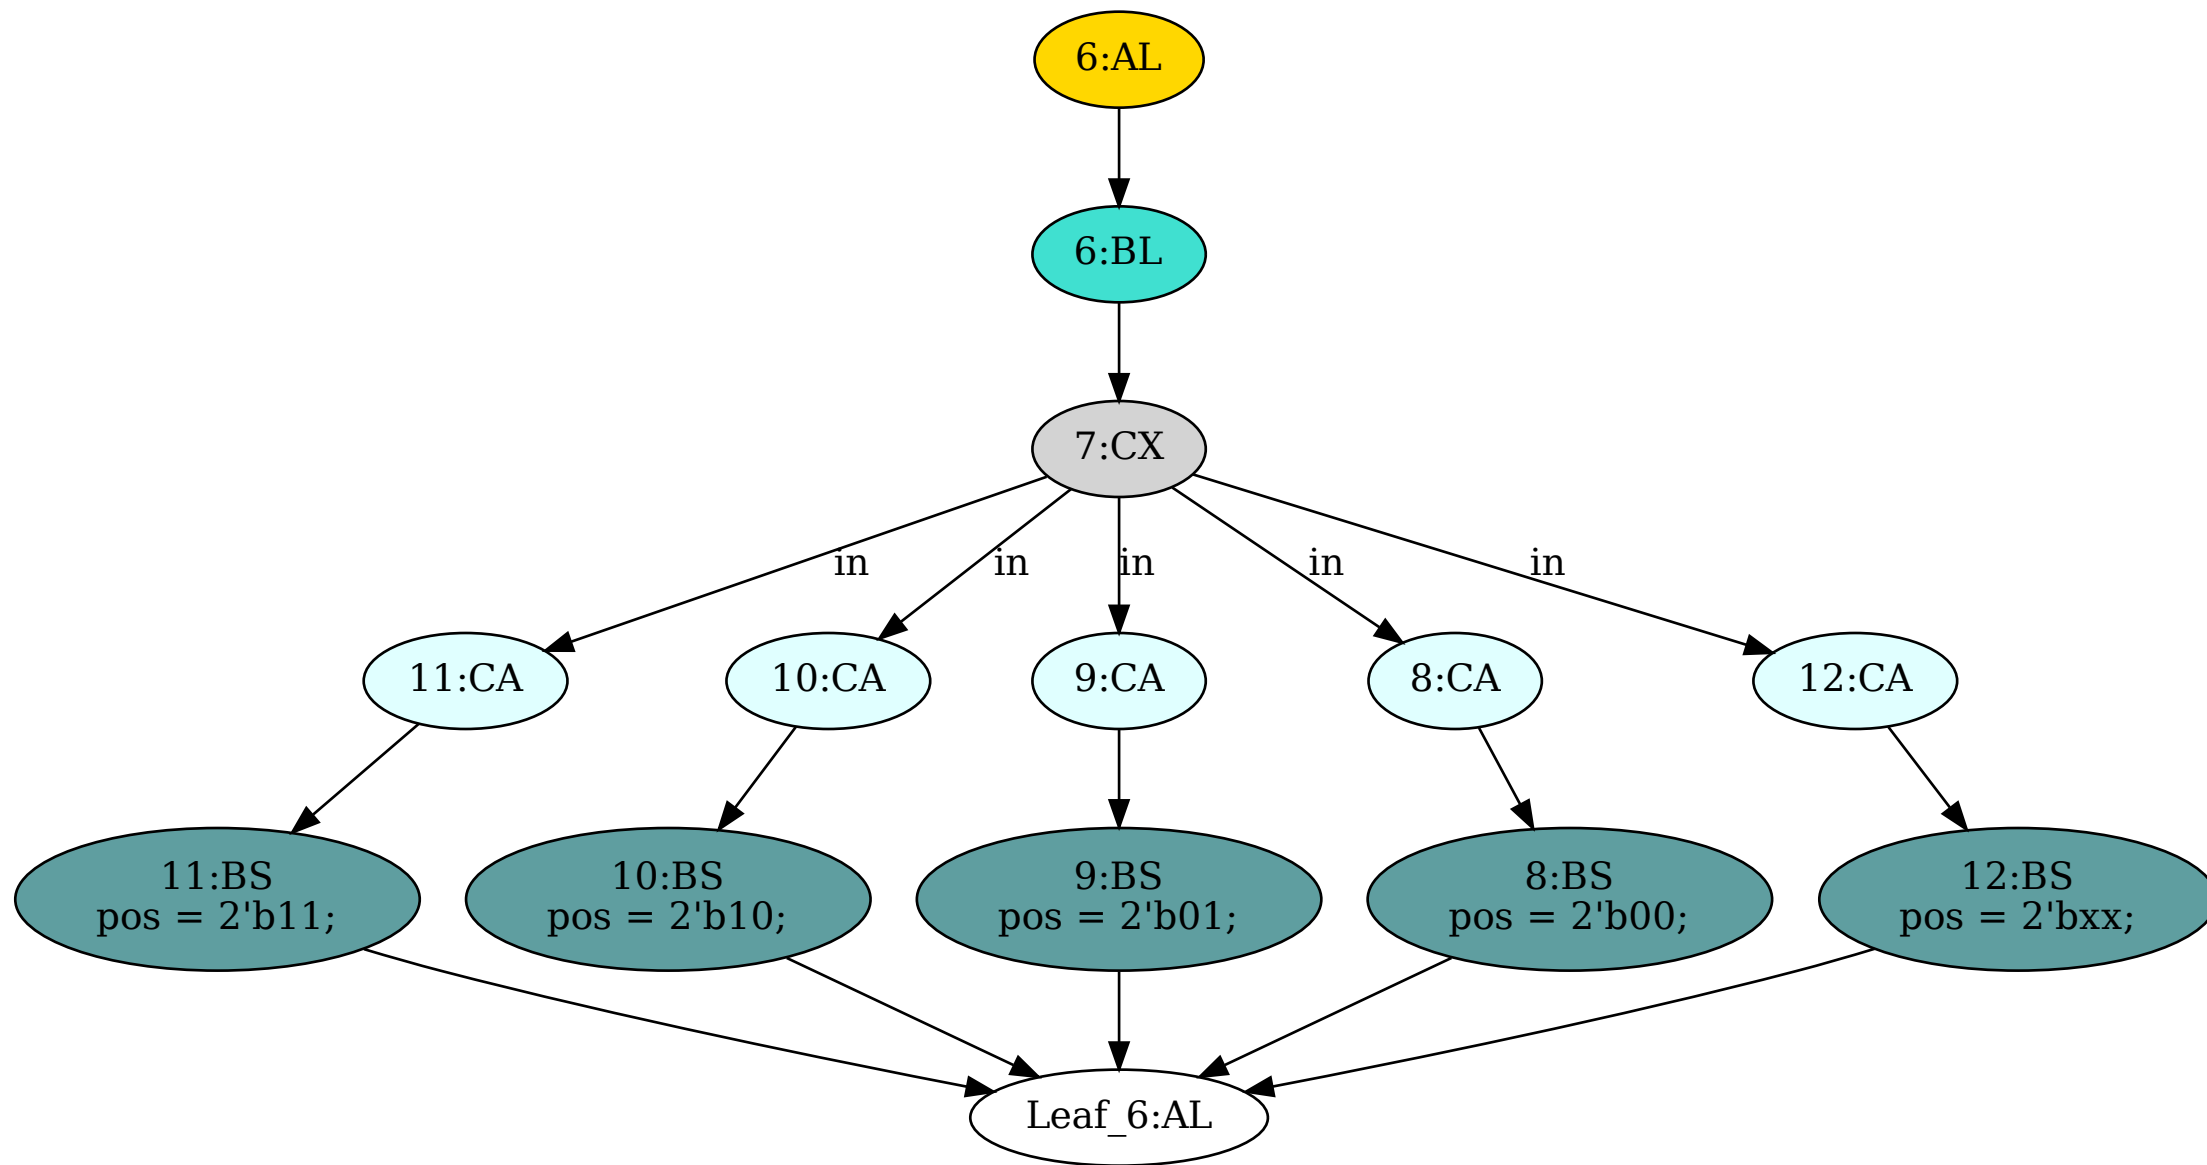 6:AL
6:BL
7:CX
in
in
in
in
in
11:CA
10:CA
9:CA
8:CA
12:CA
11:BS
pos = 2'b11;
10:BS
pos = 2'b10;
9:BS
pos = 2'b01;
8:BS
pos = 2'b00;
12:BS
pos = 2'bxx;
Leaf_6:AL